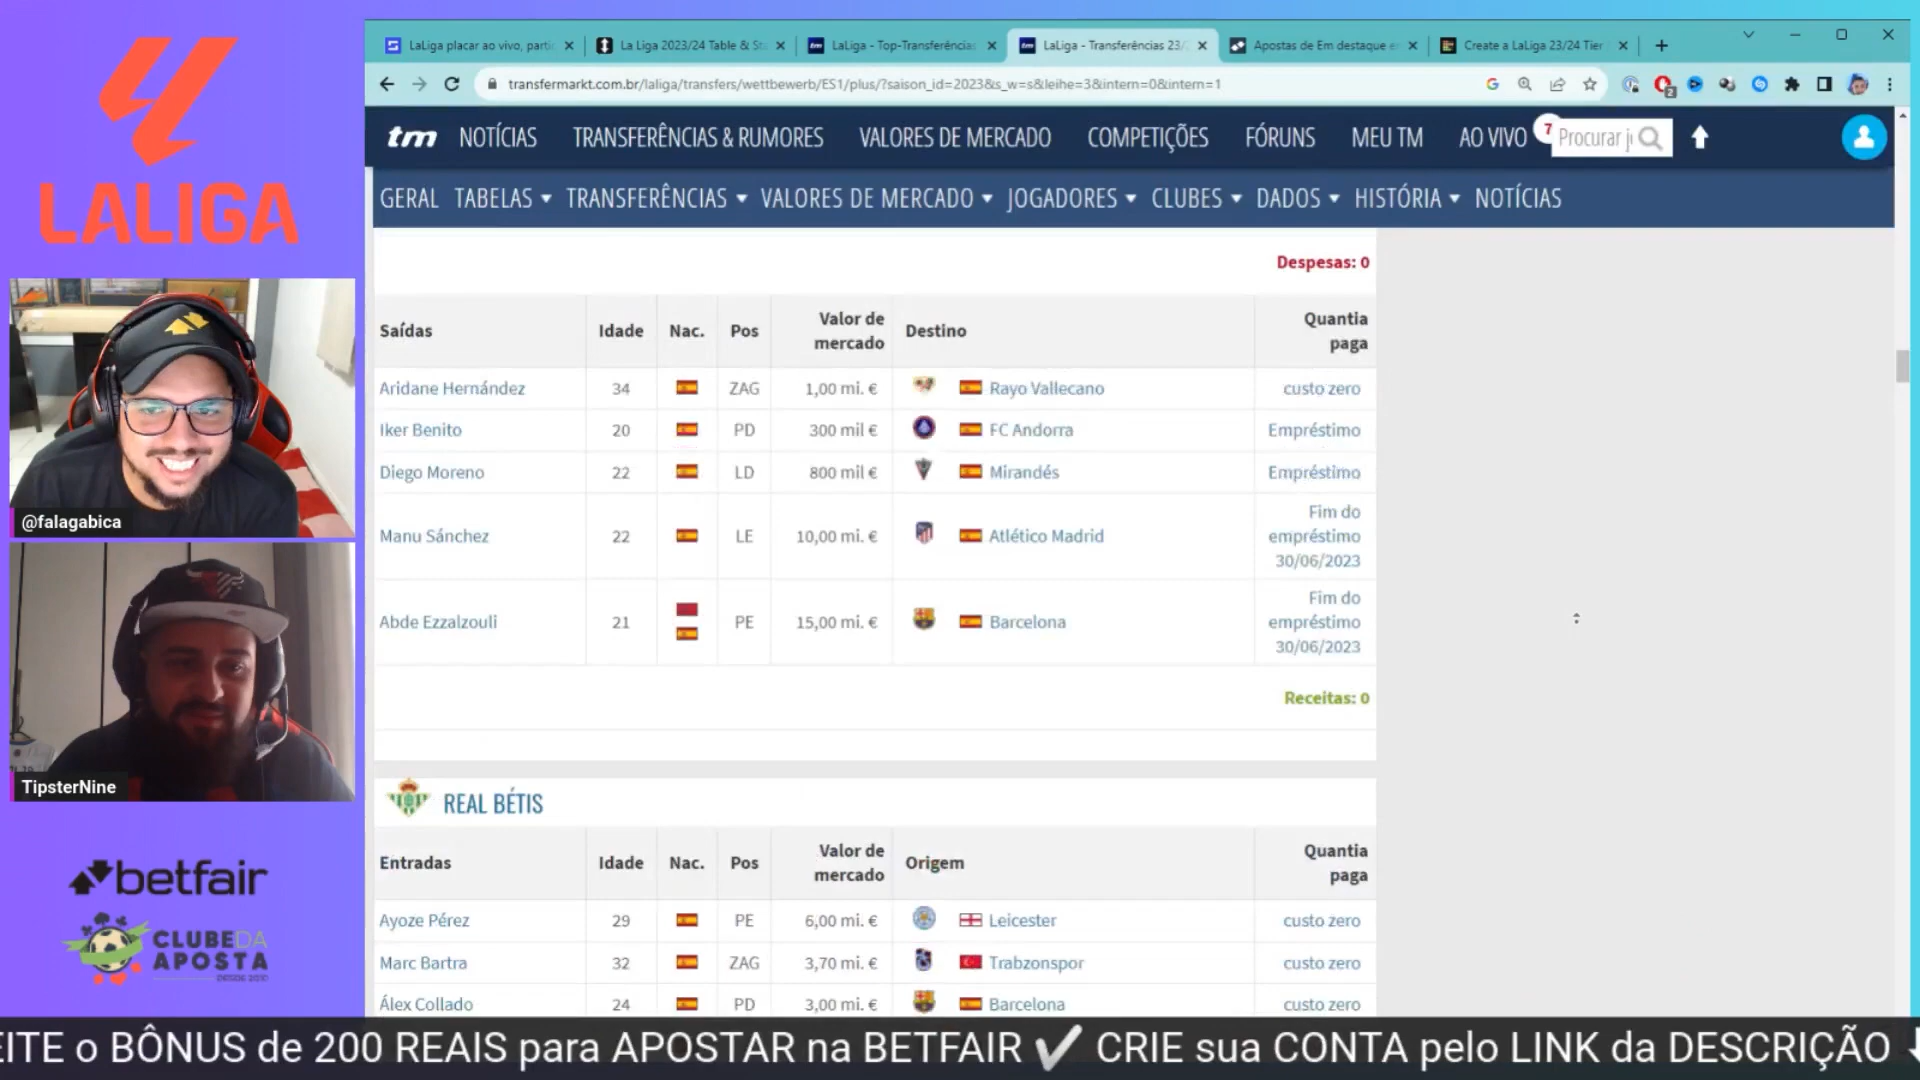 LALIGA
@falagabica
TipsterNine
betfair
CLUBE DA
APOSTA
DESDE 2010
LaLiga placar ao vivo, partic
La Liga 2023/24 Table & St
LaLiga - Top-Transferências
LaLiga - Transferências 23/
Apostas de Em destaque e
Create a LaLiga 23/24 Tier
transfermarkt.com.br/laliga/transfers/wettbewerb/ES1/plus/?saison_id=2023&s_w=s&leihe=3&intern=0&intern=1
2
tm NOTÍCIAS TRANSFERÊNCIAS & RUMORES VALORES DE MERCADO COMPETIÇÕES FÓRUNS MEU TM AO VIVO 7 Procurar j
GERAL TABELAS TRANSFERÊNCIAS VALORES DE MERCADO JOGADORES CLUBES DADOS HISTÓRIA NOTÍCIAS
Despesas: 0
Saídas Idade Nac. Pos Valor de mercado Destino Quantia paga
Aridane Hernández 34 ZAG 1,00 mi. € Rayo Vallecano custo zero
Iker Benito 20 PD 300 mil € FC Andorra Empréstimo
Diego Moreno 22 LD 800 mil € Mirandés Empréstimo
Manu Sánchez 22 LE 10,00 mi. € Atlético Madrid Fim do empréstimo 30/06/2023
Abde Ezzalzouli 21 PE 15,00 mi. € Barcelona Fim do empréstimo 30/06/2023
Receitas: 0
REAL BÉTIS
Entradas Idade Nac. Pos Valor de mercado Origem Quantia paga
Ayoze Pérez 29 PE 6,00 mi. € Leicester custo zero
Marc Bartra 32 ZAG 3,70 mi. € Trabzonspor custo zero
Álex Collado 24 PD 3,00 mi. € Barcelona custo zero
EITE o BÔNUS de 200 REAIS para APOSTAR na BETFAIR ✔ CRIE sua CONTA pelo LINK da DESCRIÇÃO